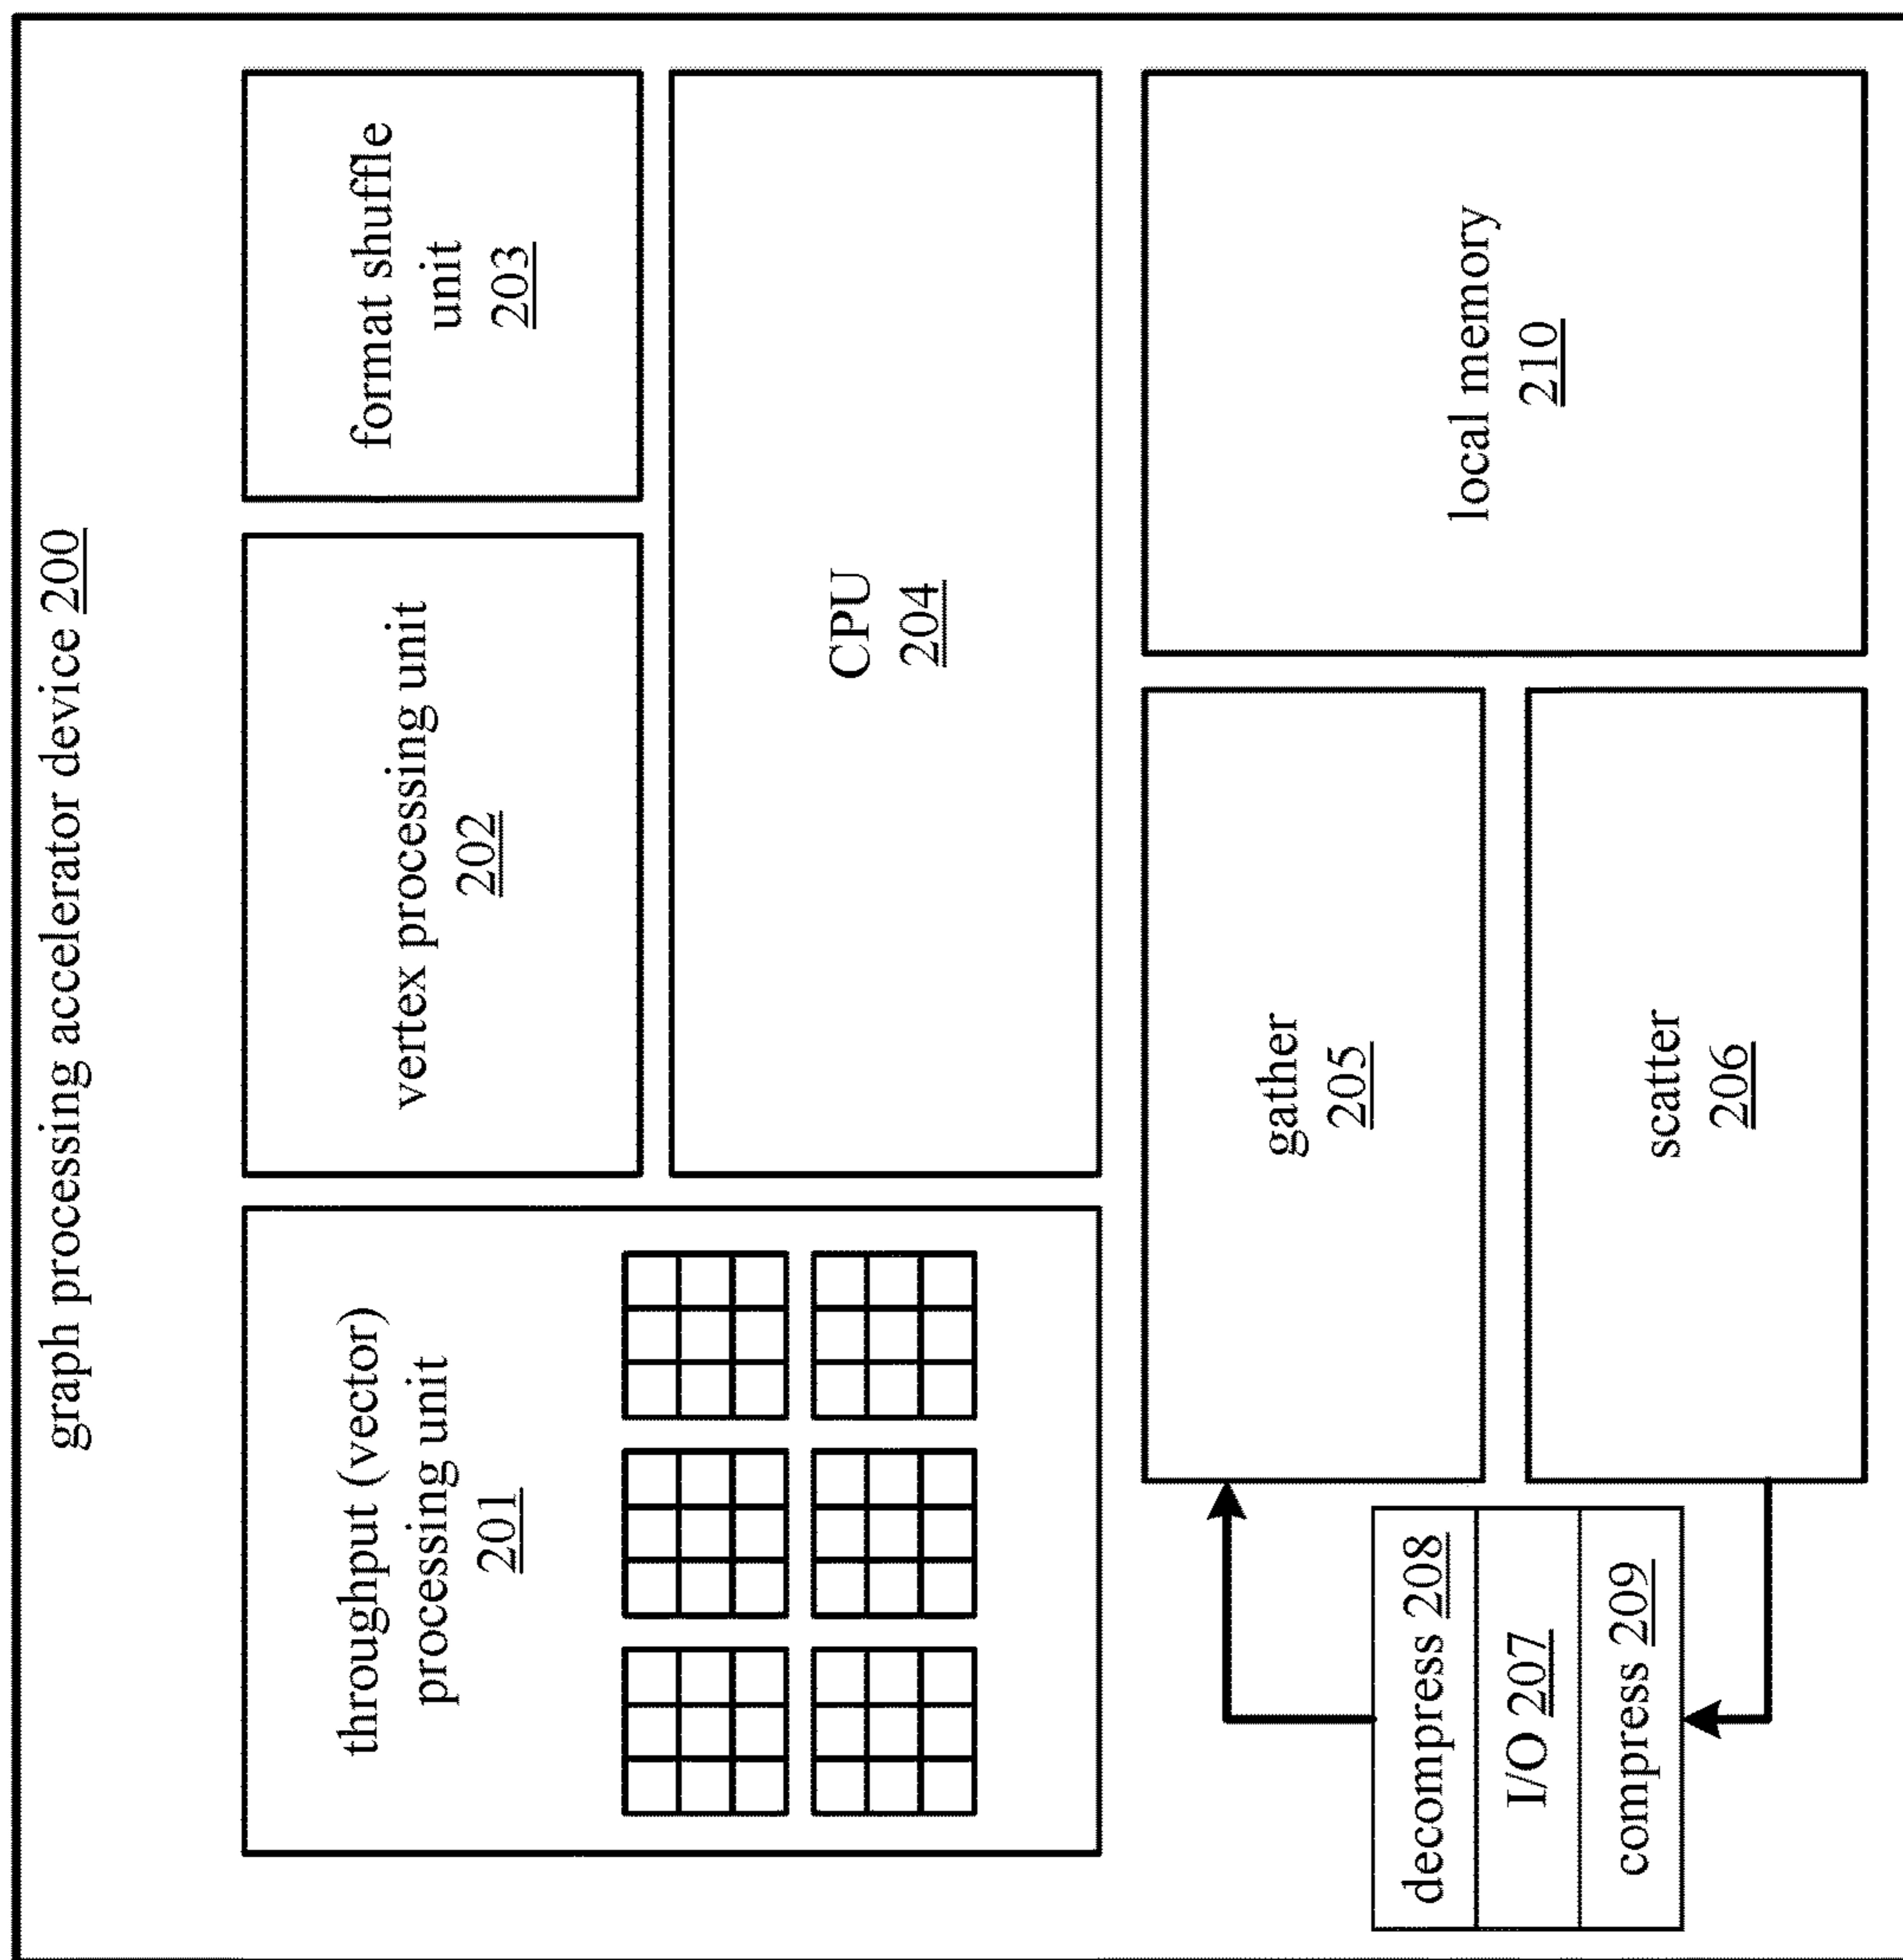 graph processing accelerator device 200
throughput (vector)
processing unit
201
vertex processing unit
202
format shuffle
unit
203
CPU
204
decompress 208
I/O 207
compress 209
gather
205
scatter
206
local memory
210